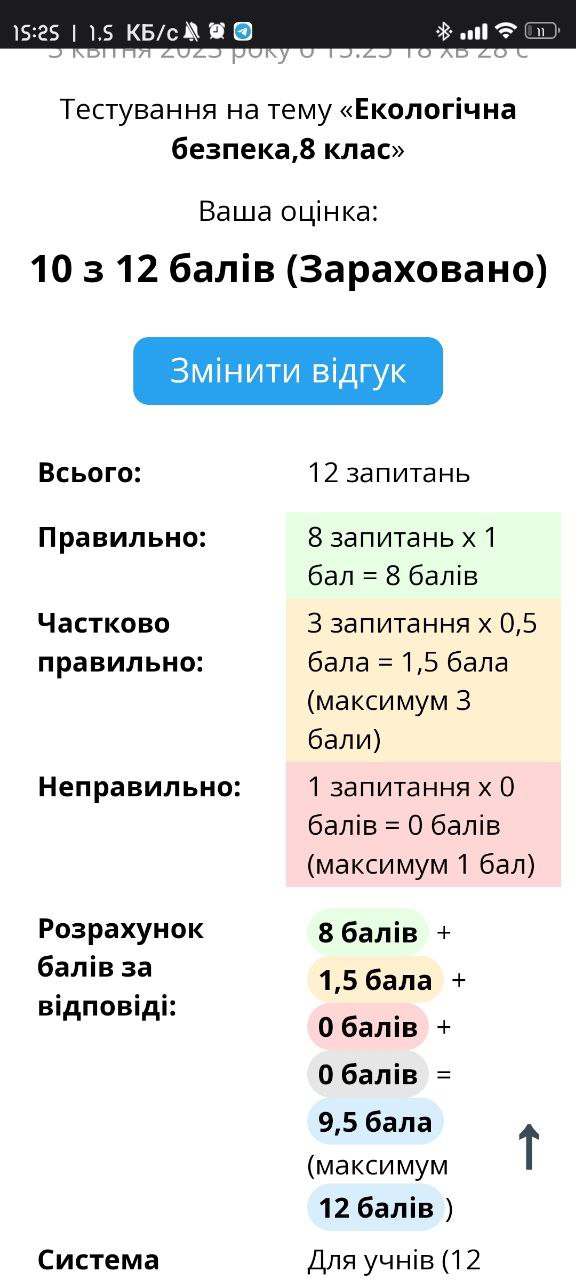 15:25 | 1,5 КБ/с
11
3 квітня 2025 року о 15:25 18 хв 28 с
Тестування на тему «Екологічна
безпека,8 клас»
Ваша оцінка:
10 з 12 балів (Зараховано)
Змінити відгук
Всього: 12 запитань
Правильно: 8 запитань x 1
бал = 8 балів
Частково 3 запитання x 0,5
правильно: бала = 1,5 бала
(максимум 3
бали)
Неправильно: 1 запитання x 0
балів = 0 балів
(максимум 1 бал)
Розрахунок 8 балів +
балів за 1,5 бала +
відповіді: 0 балів +
0 балів =
9,5 бала
(максимум
12 балів )
Система Для учнів (12